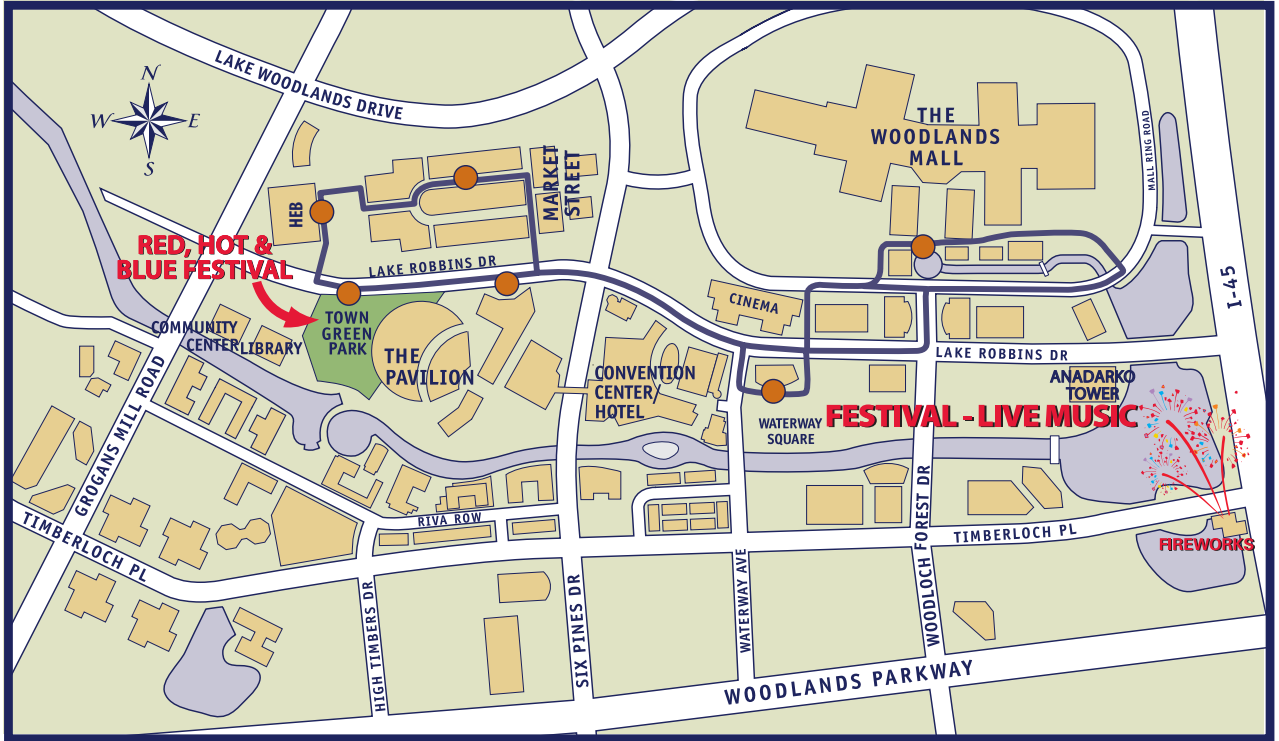 LAKE WOODLANDS DRIVE
N
W
E
S
THE
WOODLANDS
MALL
MALL RING ROAD
MARKET
STREET
HEB
RED, HOT &
BLUE FESTIVAL
LAKE ROBBINS DR
I-45
CINEMA
TOWN
GREEN
PARK
COMMUNITY
CENTER
LIBRARY
THE
PAVILION
CONVENTION
CENTER/
HOTEL
LAKE ROBBINS DR
ANADARKO
TOWER
FESTIVAL - LIVE MUSIC
WATERWAY
SQUARE
GROGANS MILL ROAD
TIMBERLOCH PL
RIVA ROW
TIMBERLOCH PL
FIREWORKS
HIGH TIMBERS DR
SIX PINES DR
WATERWAY AVE
WOODLOCH FOREST DR
WOODLANDS PARKWAY